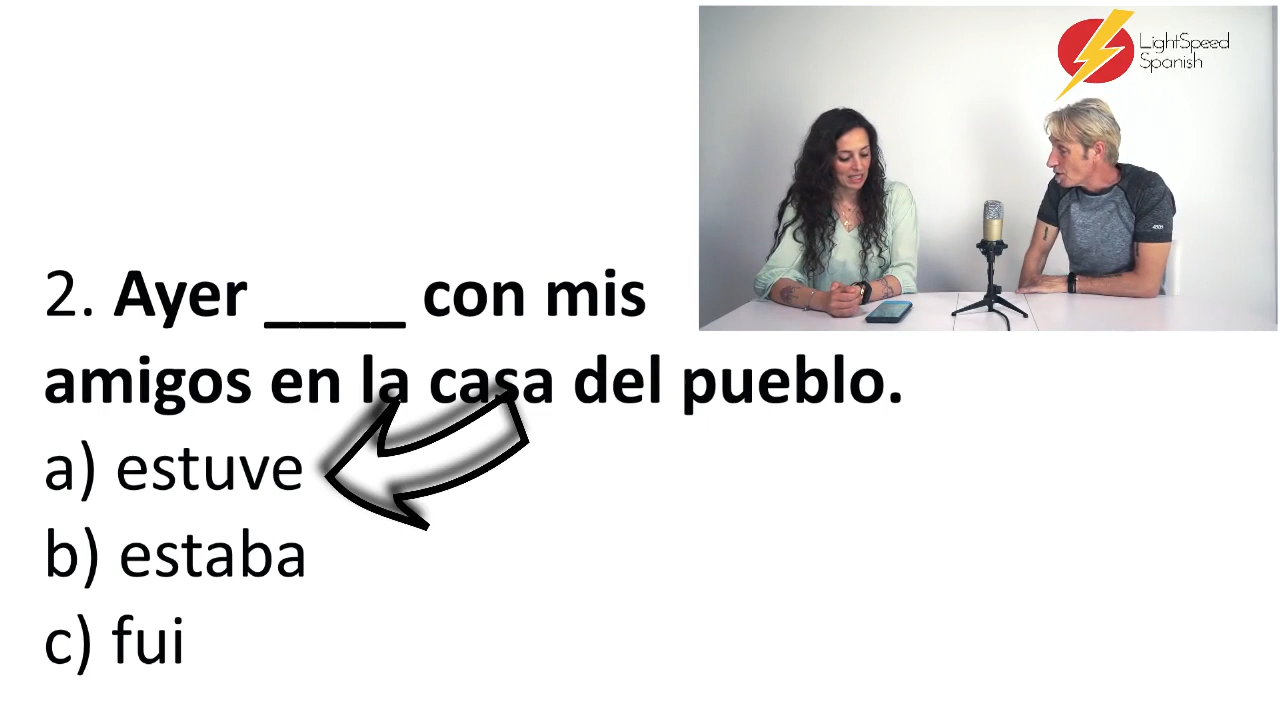 LightSpeed
Spanish
2. Ayer ____ con mis
amigos en la casa del pueblo.
a) estuve
b) estaba
c) fui